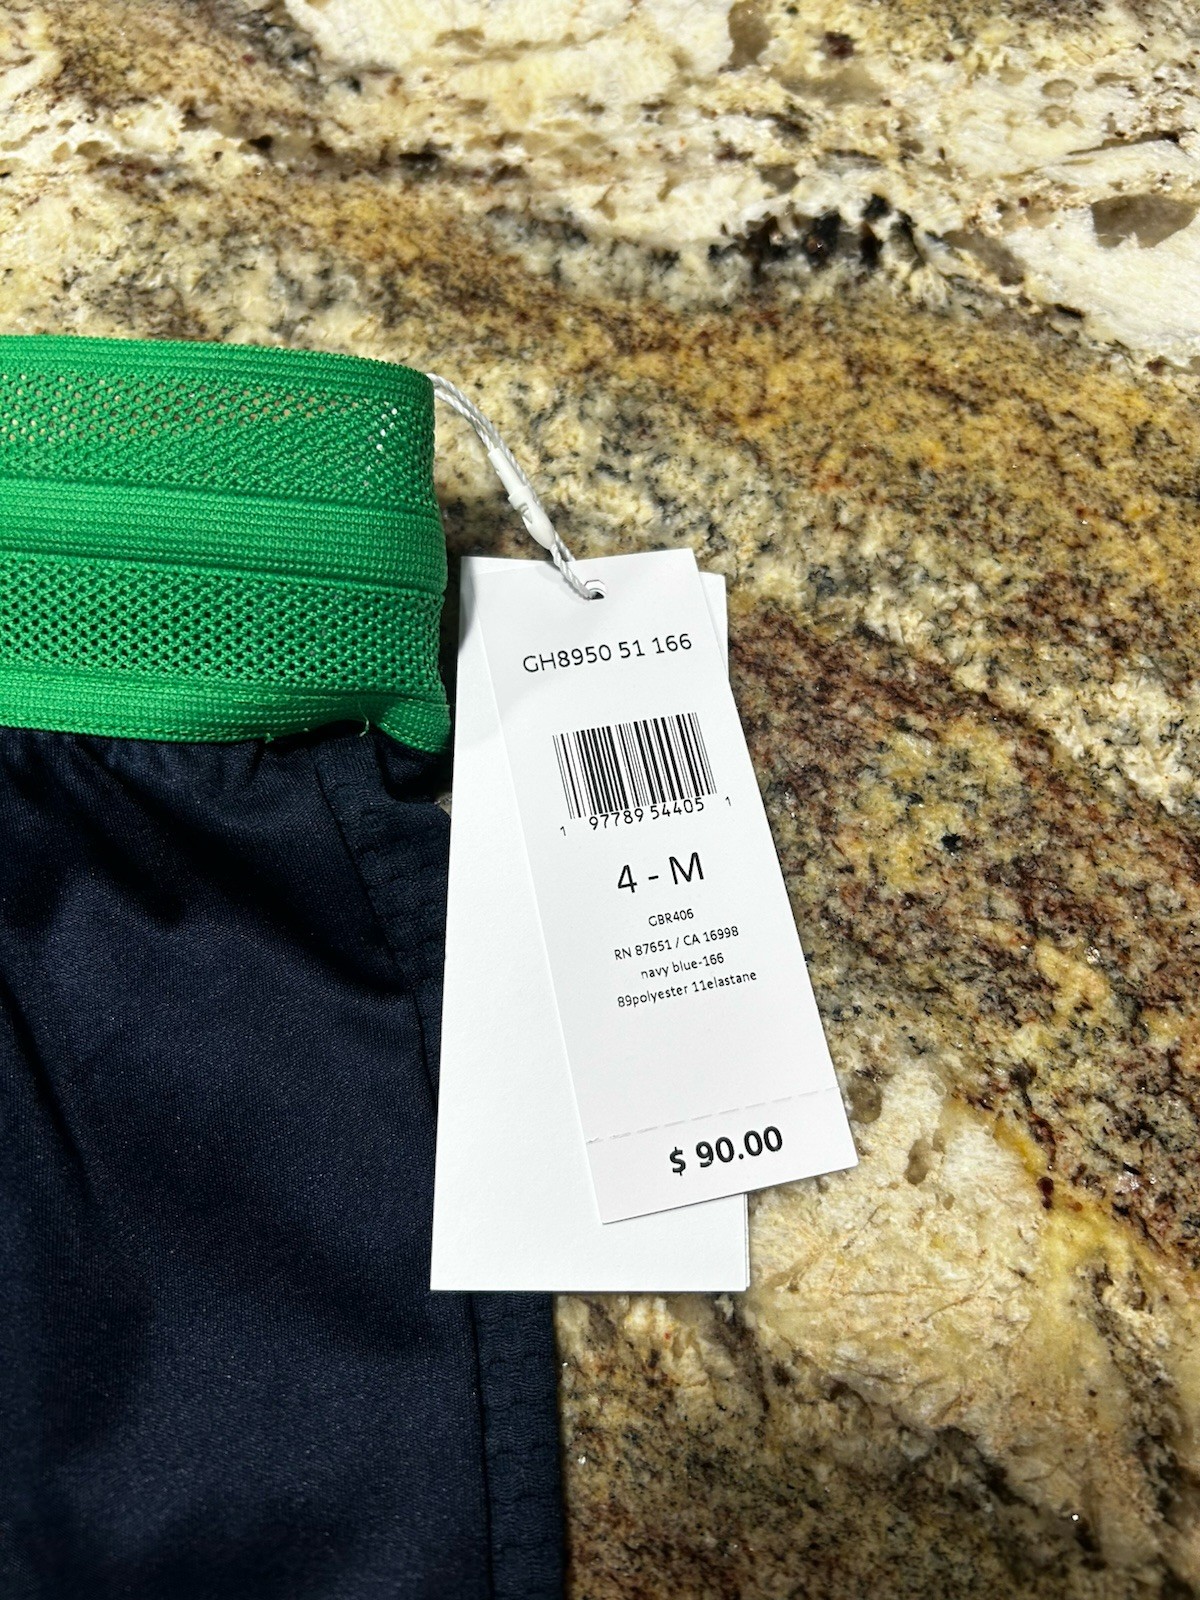 GH8950 51 166
1 97789 54405 1
4 - M
GBR406
RN 87651 / CA 16998
navy blue-166
89polyester 11elastane
$ 90.00